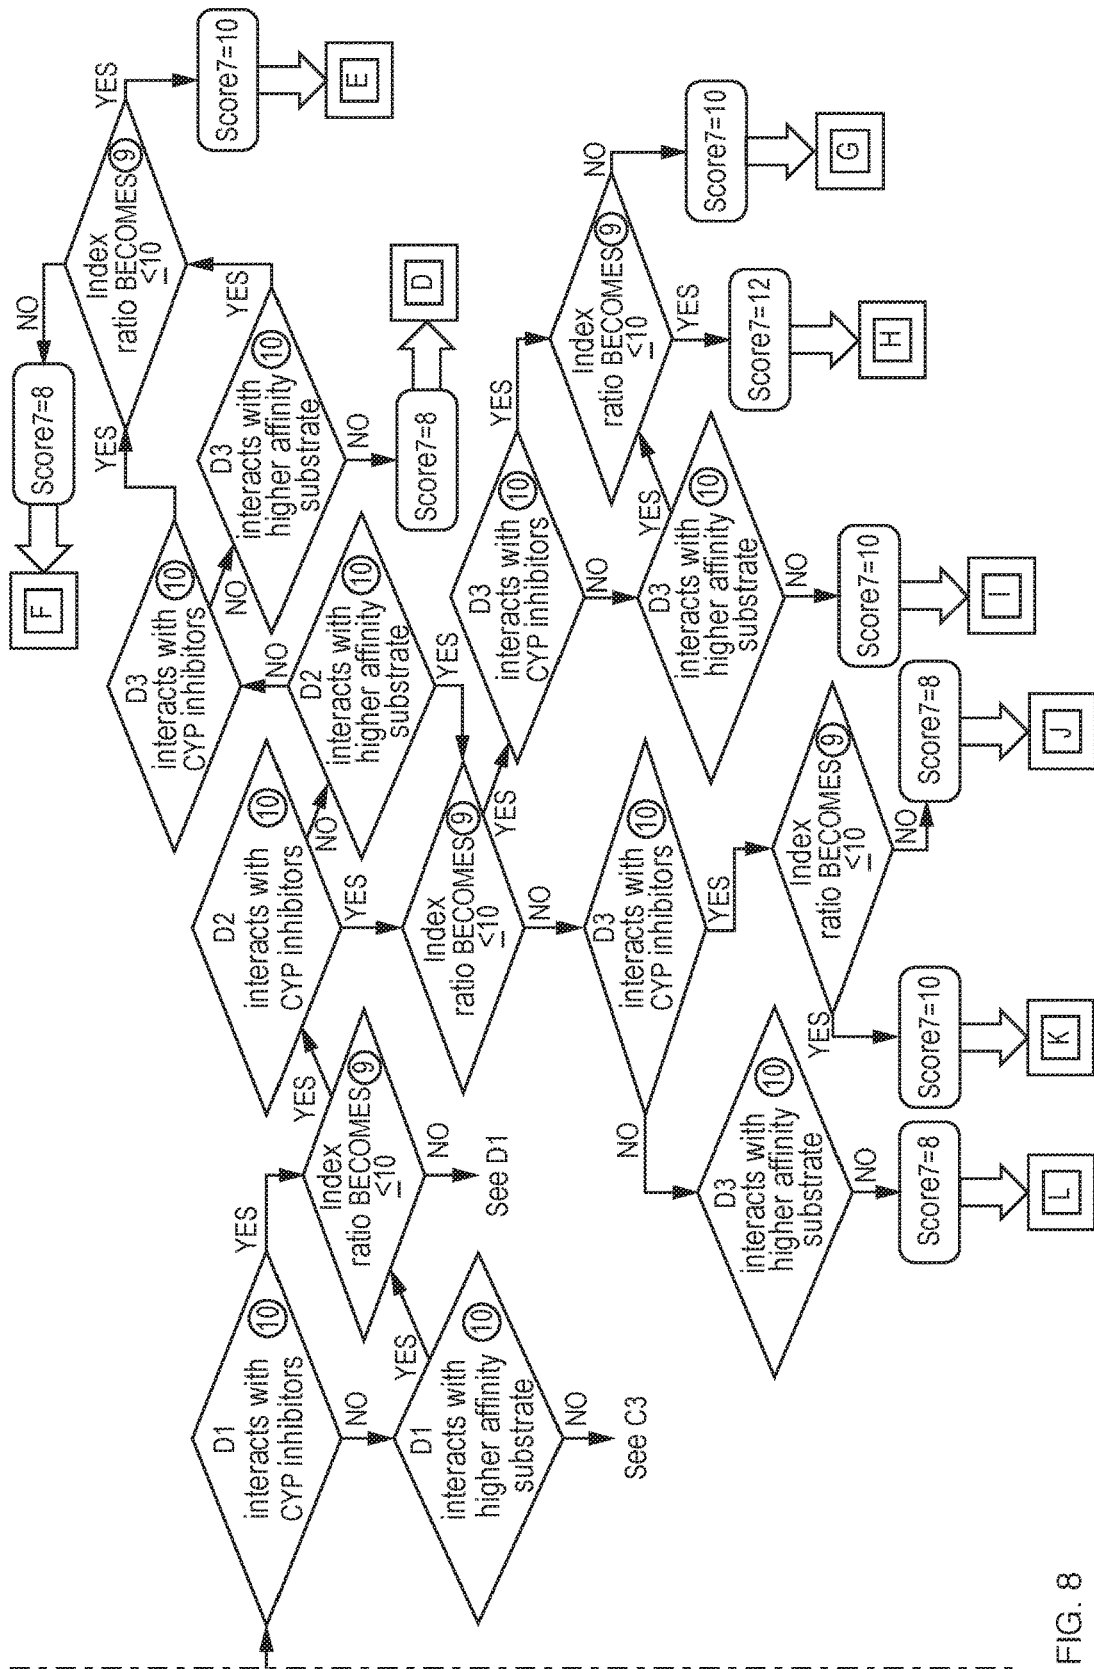 D1
interacts with
CYP inhibitors
10
YES
NO
D1
interacts with
higher affinity
substrate
10
YES
NO
See C3
Index
ratio BECOMES
≤10
9
YES
NO
See D1
D2
interacts with
CYP inhibitors
10
NO
YES
D2
interacts with
higher affinity
substrate
10
NO
YES
Index
ratio BECOMES
≤10
9
YES
NO
D3
interacts with
CYP inhibitors
10
YES
NO
D3
interacts with
higher affinity
substrate
10
YES
NO
Score7=8
D
Index
ratio BECOMES
≤10
9
YES
Score7=10
E
NO
Score7=8
F
D3
interacts with
CYP inhibitors
10
YES
NO
D3
interacts with
higher affinity
substrate
10
YES
NO
Index
ratio BECOMES
≤10
9
NO
Score7=10
G
YES
Score7=12
H
Score7=10
I
D3
interacts with
CYP inhibitors
10
YES
NO
Index
ratio BECOMES
≤10
9
NO
Score7=8
J
YES
Score7=10
K
D3
interacts with
higher affinity
substrate
10
NO
Score7=8
L
FIG. 8